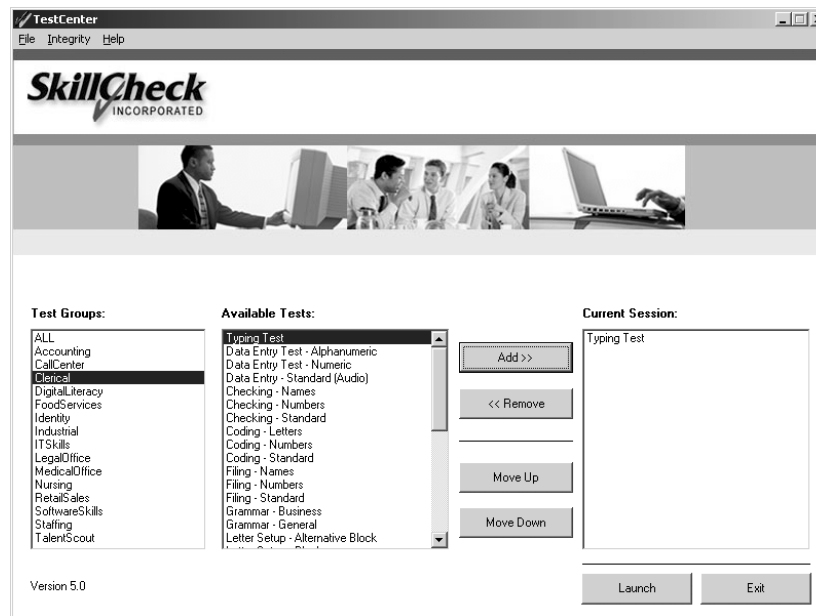 TestCenter
File Integrity Help
SkillCheck
INCORPORATED
Test Groups:
ALL
Accounting
CallCenter
Clerical
DigitalLiteracy
FoodServices
Identity
Industrial
ITSkills
LegalOffice
MedicalOffice
Nursing
RetailSales
SoftwareSkills
Staffing
TalentScout
Available Tests:
Typing Test
Data Entry Test - Alphanumeric
Data Entry Test - Numeric
Data Entry - Standard (Audio)
Checking - Names
Checking - Numbers
Checking - Standard
Coding - Letters
Coding - Numbers
Coding - Standard
Filing - Names
Filing - Numbers
Filing - Standard
Grammar - Business
Grammar - General
Letter Setup - Alternative Block
Add >>
<< Remove
Move Up
Move Down
Current Session:
Typing Test
Version 5.0
Launch
Exit